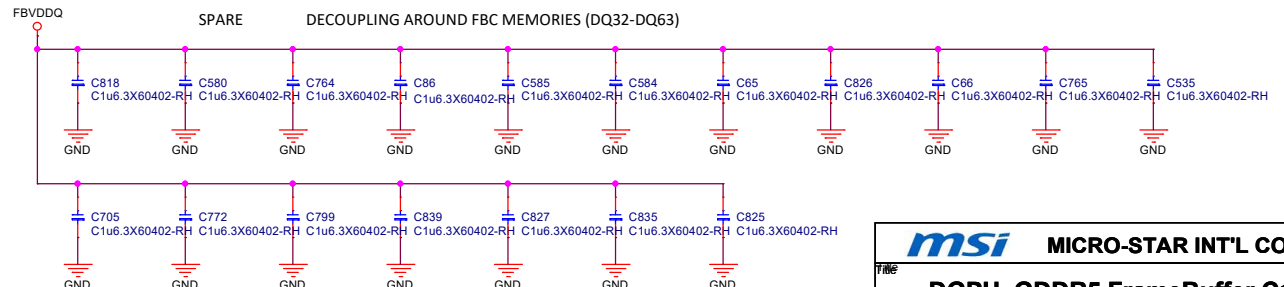 FBVDDQ
SPARE DECOUPLING AROUND FBC MEMORIES (DQ32-DQ63)
C818 C580 C764 C86 C585 C584 C65 C826 C66 C765 C535
C1u6.3X60402-RH C1u6.3X60402-RH C1u6.3X60402-RH C1u6.3X60402-RH C1u6.3X60402-RH C1u6.3X60402-RH C1u6.3X60402-RH C1u6.3X60402-RH C1u6.3X60402-RH C1u6.3X60402-RH C1u6.3X60402-RH
GND GND GND GND GND GND GND GND GND GND GND
C705 C772 C799 C839 C827 C835 C825
C1u6.3X60402-RH C1u6.3X60402-RH C1u6.3X60402-RH C1u6.3X60402-RH C1u6.3X60402-RH C1u6.3X60402-RH C1u6.3X60402-RH
GND GND GND GND GND GND GND
msi MICRO-STAR INT'L CO
Title